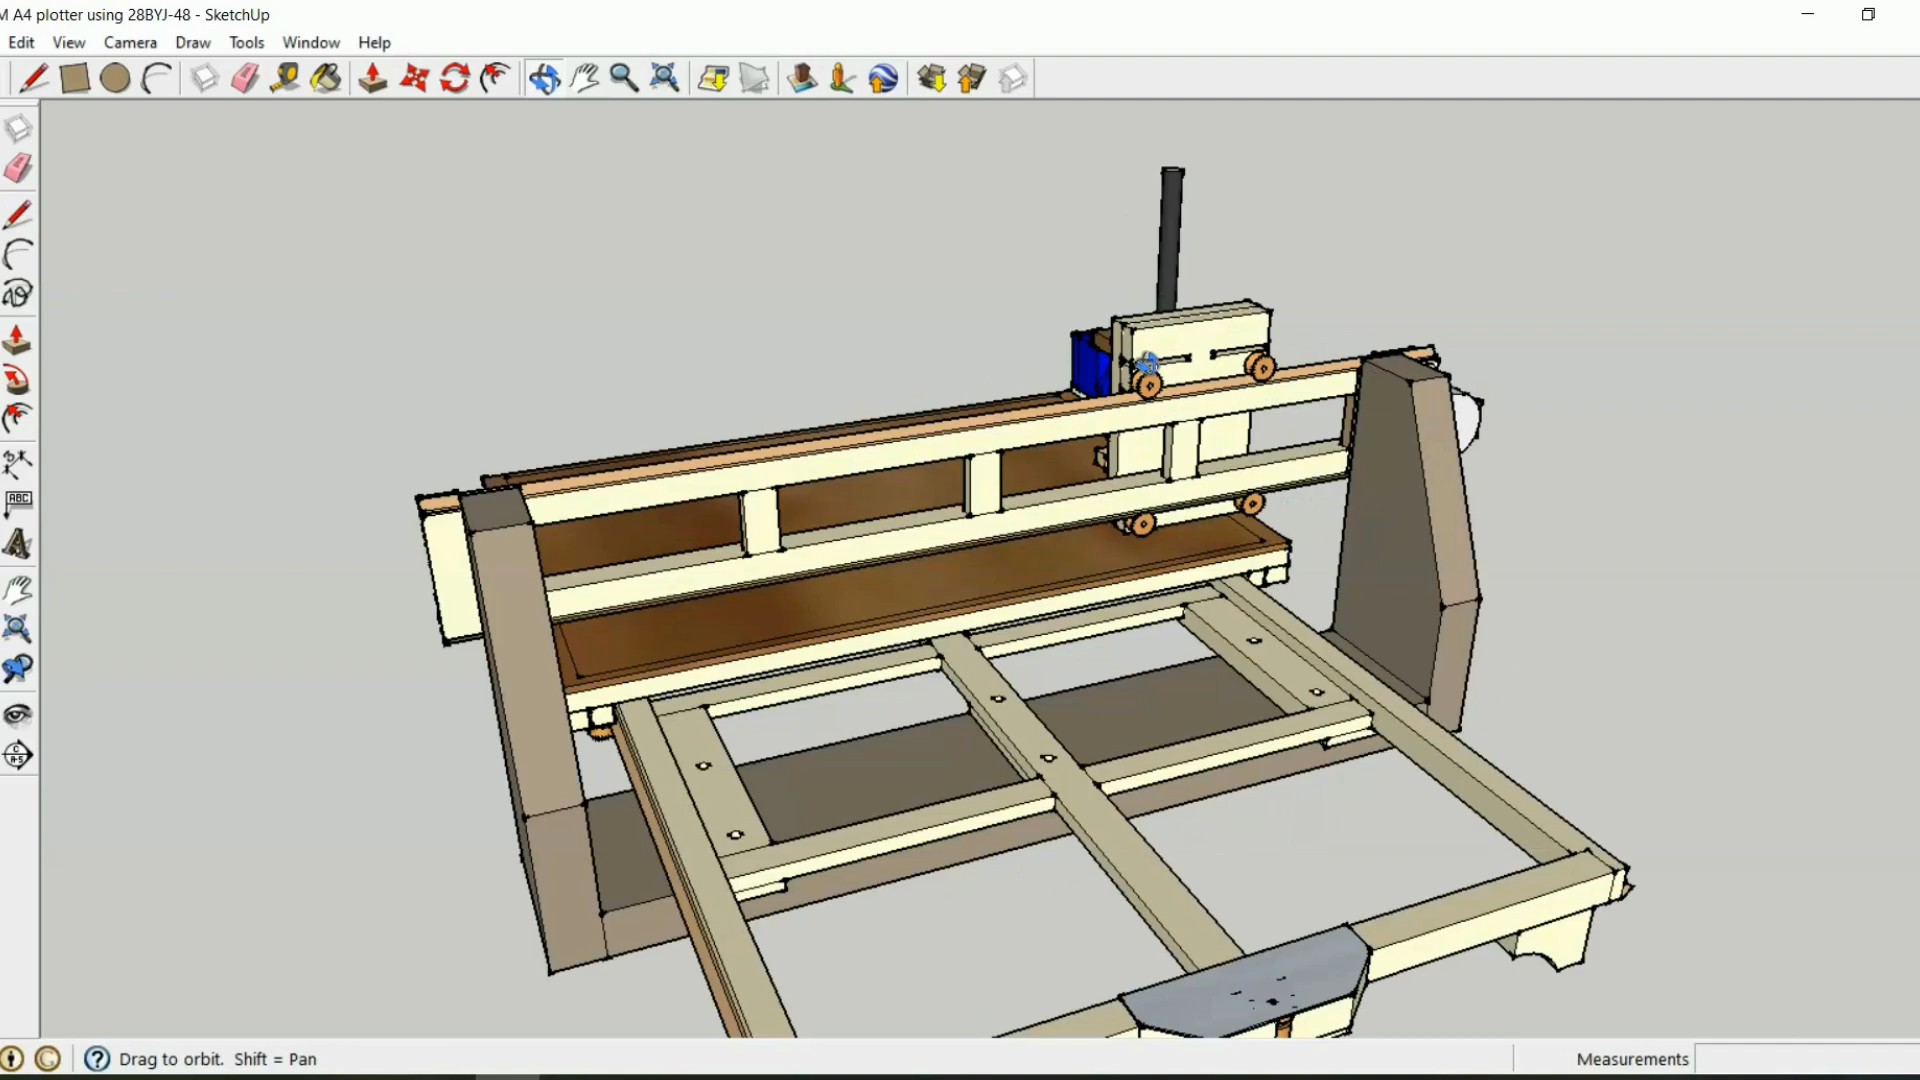 M A4 plotter using 28BYJ-48 - SketchUp
Edit View Camera Draw Tools Window Help
ABC
A
C
A-S
? Drag to orbit. Shift = Pan
Measurements